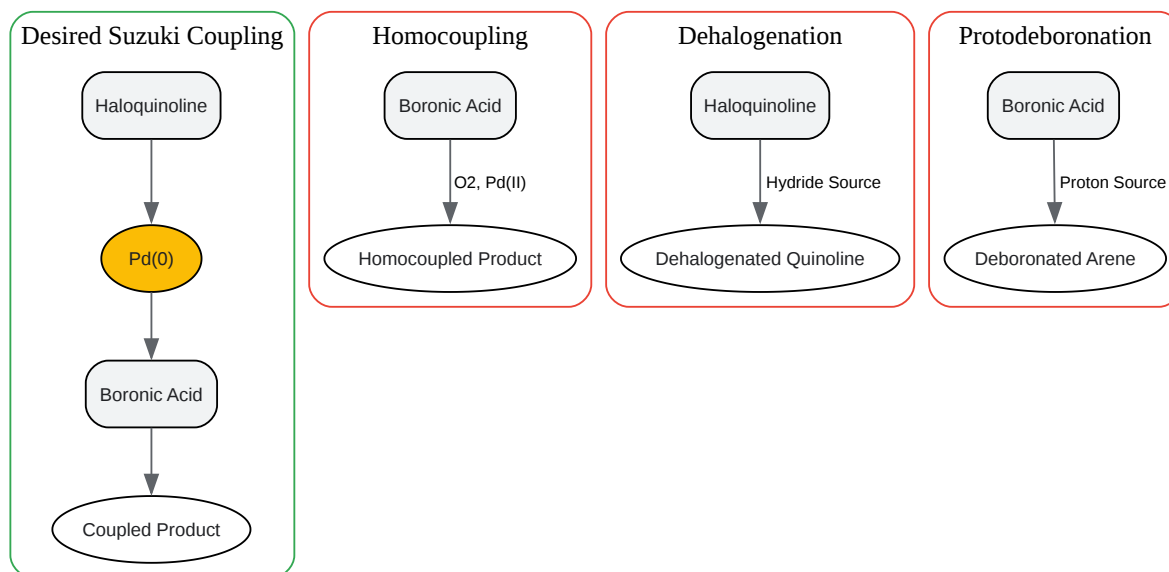 Desired Suzuki Coupling
Haloquinoline
Pd(0)
Boronic Acid
Coupled Product
Homocoupling
Boronic Acid
O2, Pd(II)
Homocoupled Product
Dehalogenation
Haloquinoline
Hydride Source
Dehalogenated Quinoline
Protodeboronation
Boronic Acid
Proton Source
Deboronated Arene